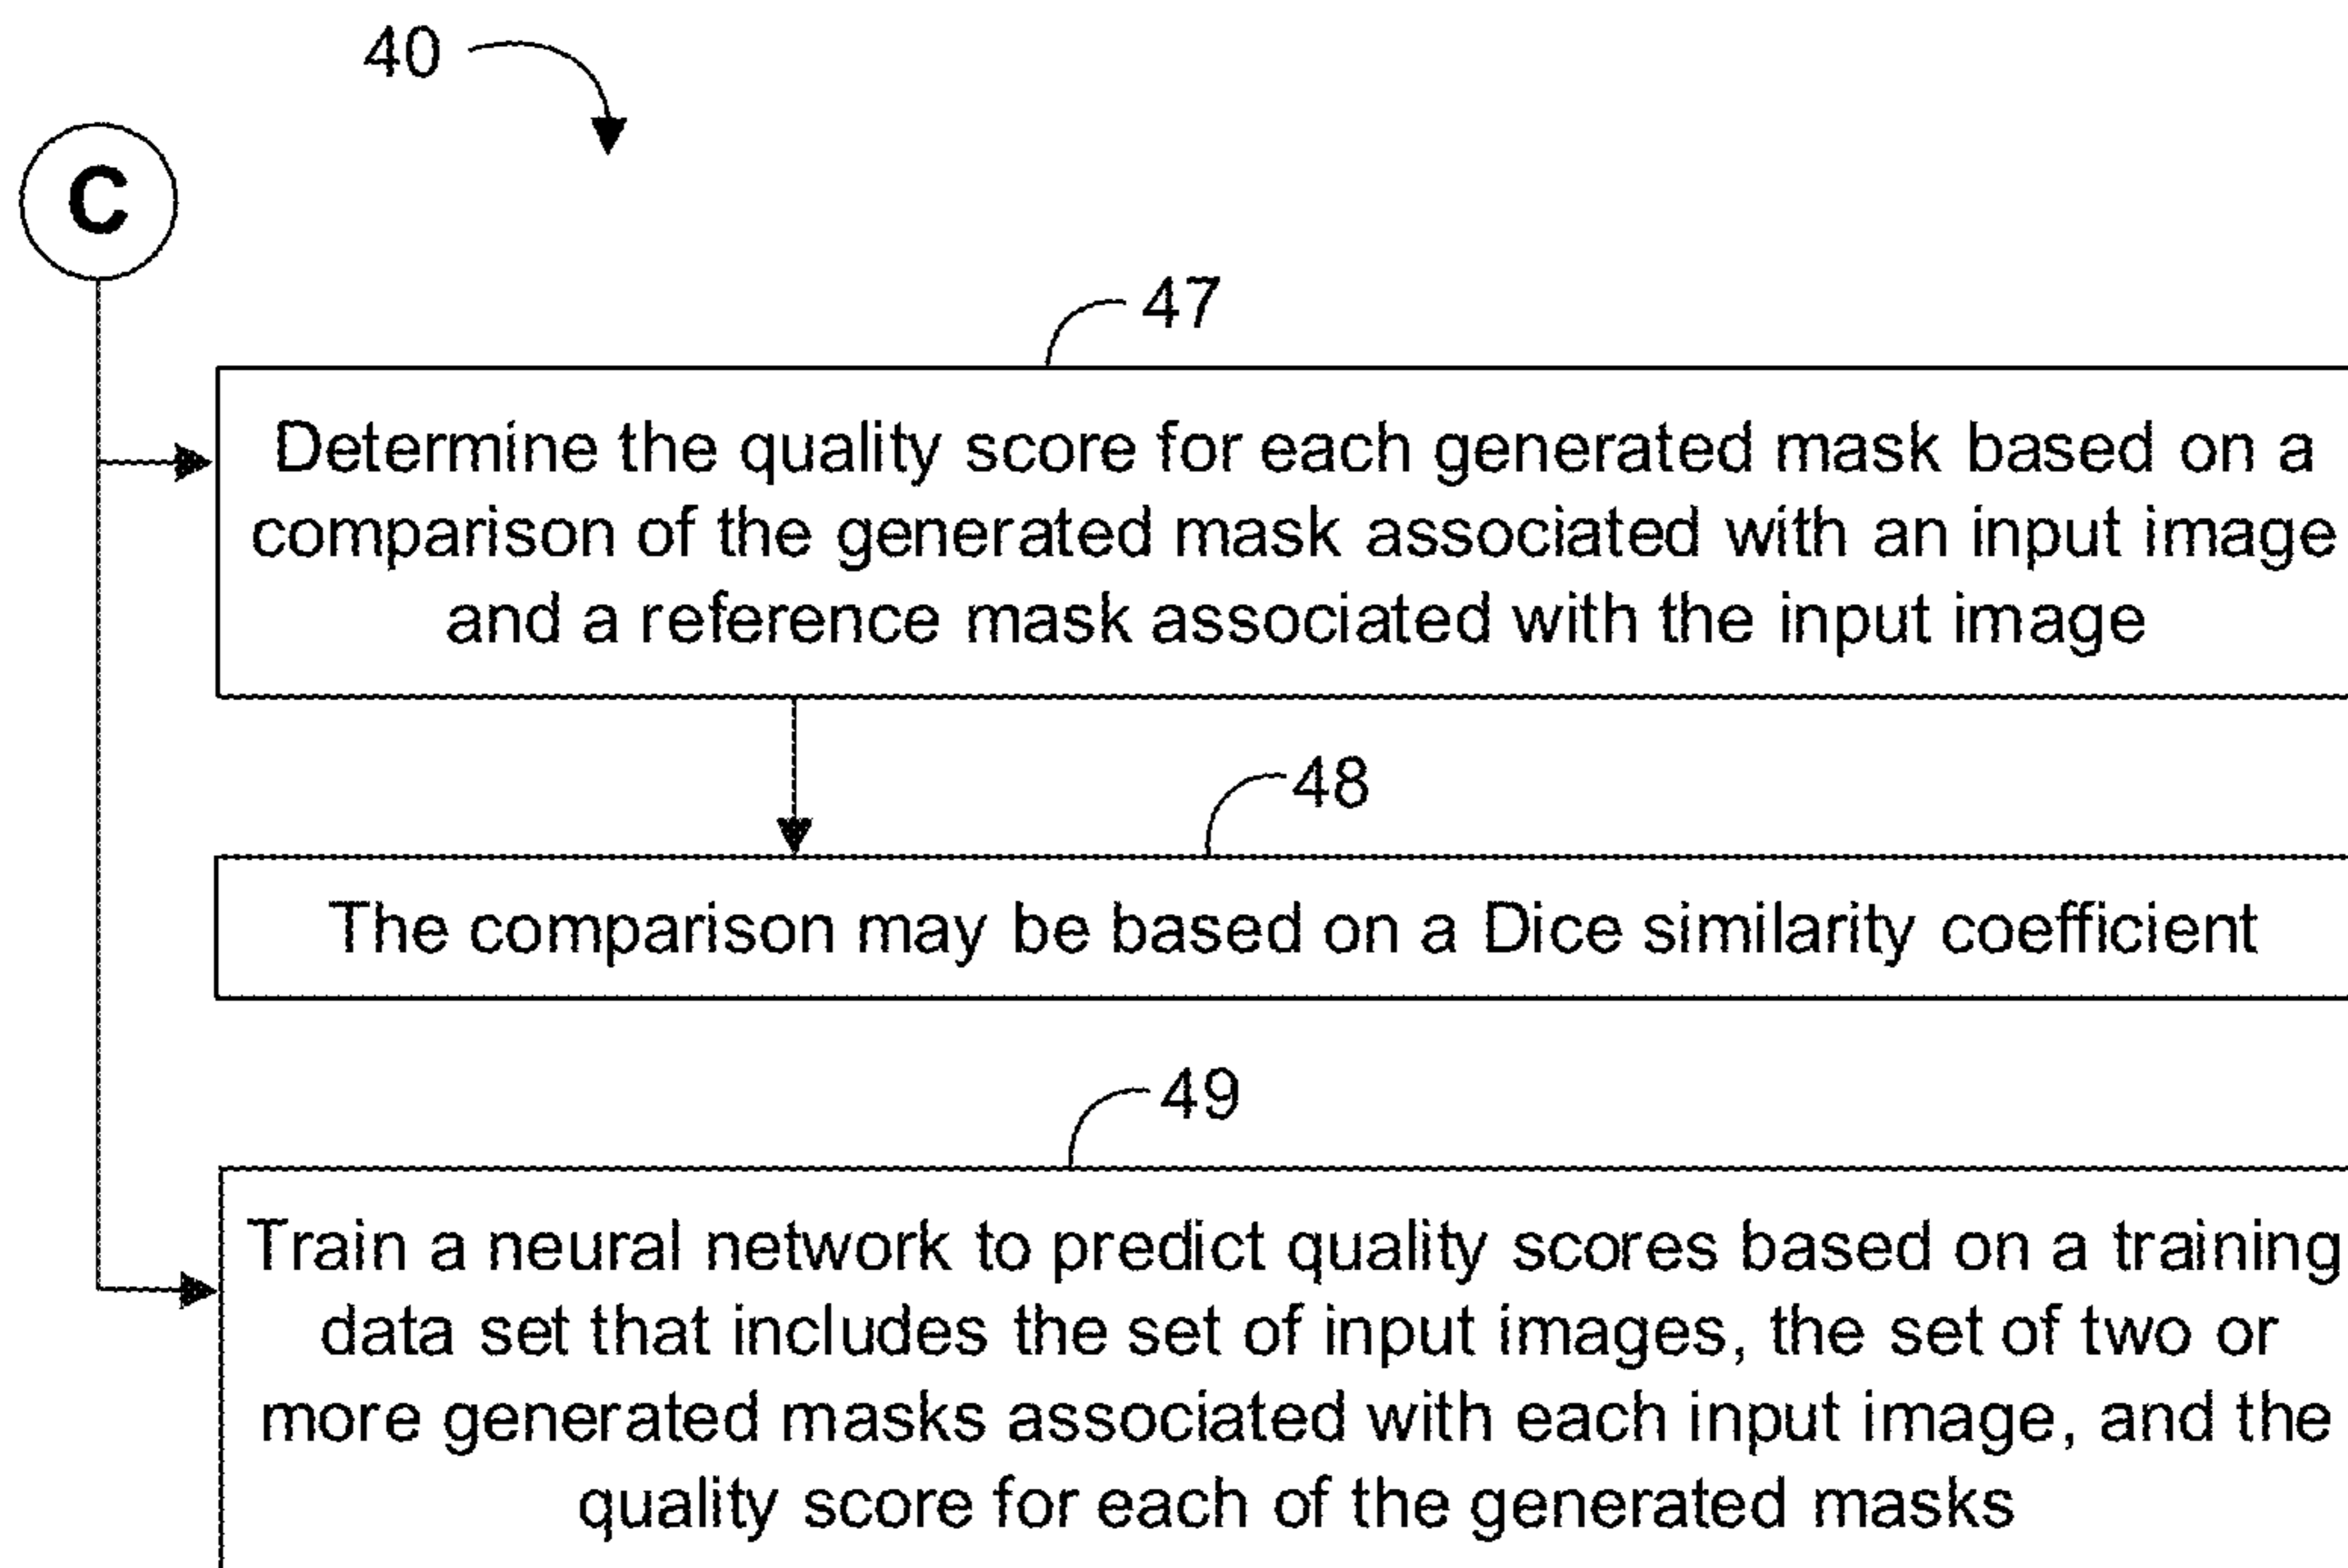 40
C
47
Determine the quality score for each generated mask based on a
comparison of the generated mask associated with an input image
and a reference mask associated with the input image
48
The comparison may be based on a Dice similarity coefficient
49
Train a neural network to predict quality scores based on a training
data set that includes the set of input images, the set of two or
more generated masks associated with each input image, and the
quality score for each of the generated masks